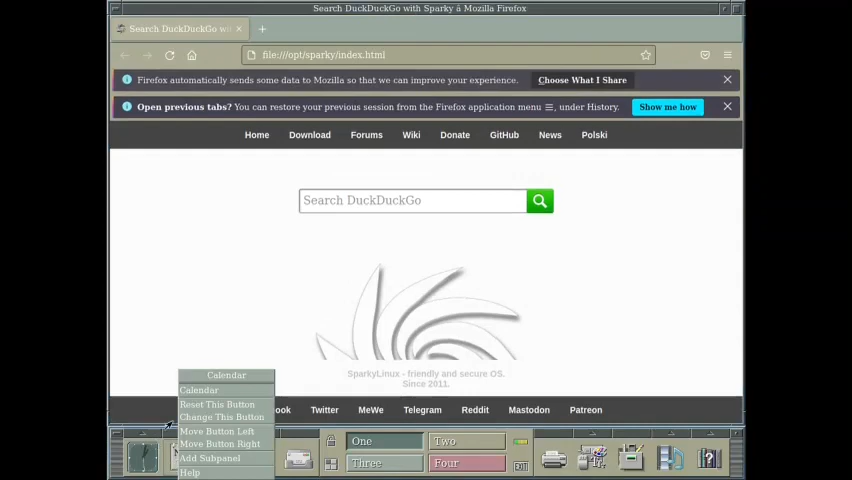 Search DuckDuckGo with Sparky â Mozilla Firefox
Search DuckDuckGo wi
file:///opt/sparky/index.html
Firefox automatically sends some data to Mozilla so that we can improve your experience. Choose What I Share
Open previous tabs? You can restore your previous session from the Firefox application menu ☰, under History. Show me how
Home Download Forums Wiki Donate GitHub News Polski
Search DuckDuckGo
SparkyLinux - friendly and secure OS.
Since 2011.
ook Twitter MeWe Telegram Reddit Mastodon Patreon
Calendar
Calendar
Reset This Button
Change This Button
Move Button Left
Move Button Right
Add Subpanel
Help
One Two
Three Four